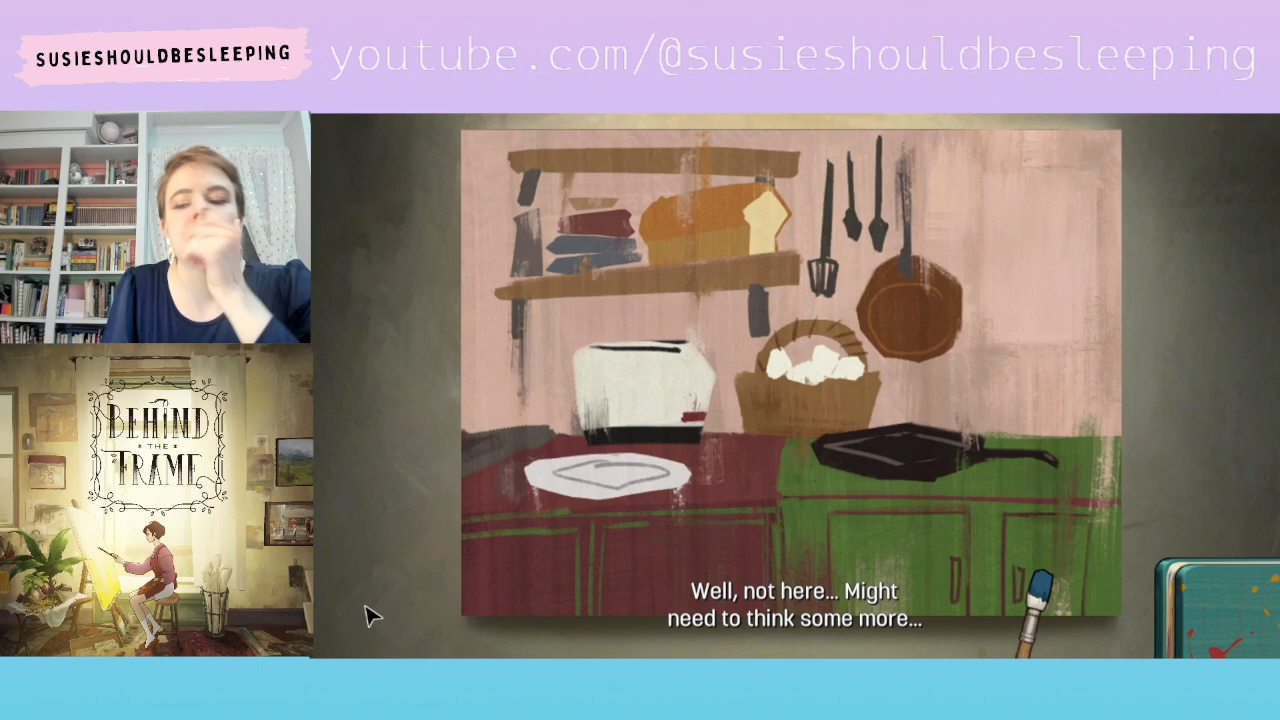 SUSIESHOULDBESLEEPING
youtube.com/@susieshouldbesleeping
BEHIND
THE
FRAME
Well, not here... Might
need to think some more...